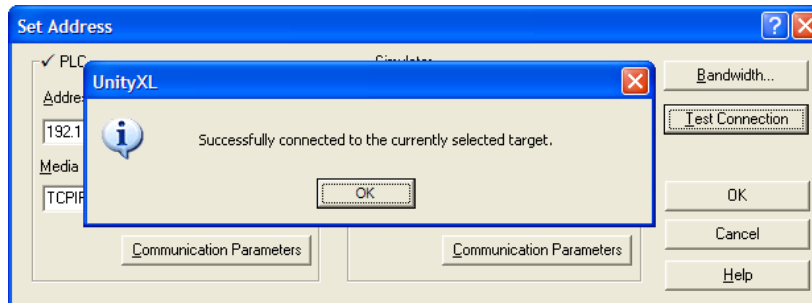 Set Address
PLC
UnityXL
Bandwidth...
Address
192.1
Successfully connected to the currently selected target.
Test Connection
Media
TCPIP
OK
OK
Communication Parameters
Communication Parameters
Cancel
Help